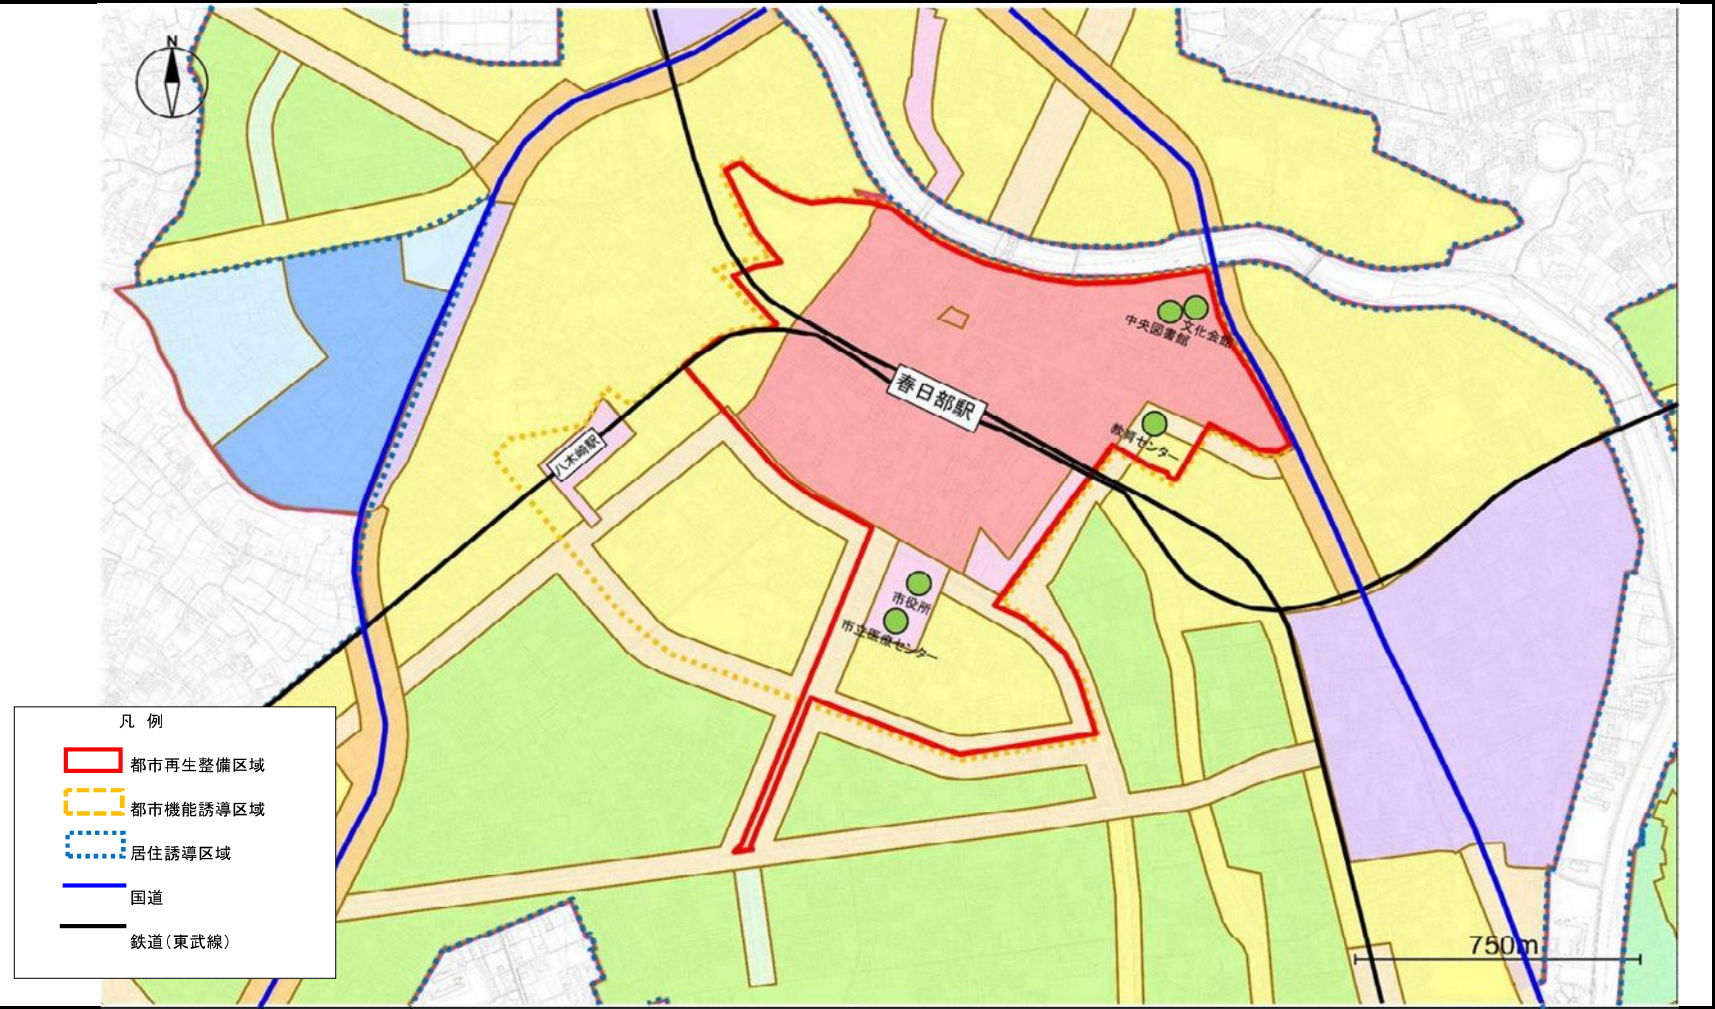 N
中央図書館
文化会館
春日部駅
教育センター
八木崎駅
市役所
市立医療センター
凡 例
都市再生整備区域
都市機能誘導区域
居住誘導区域
国道
鉄道(東武線)
750m